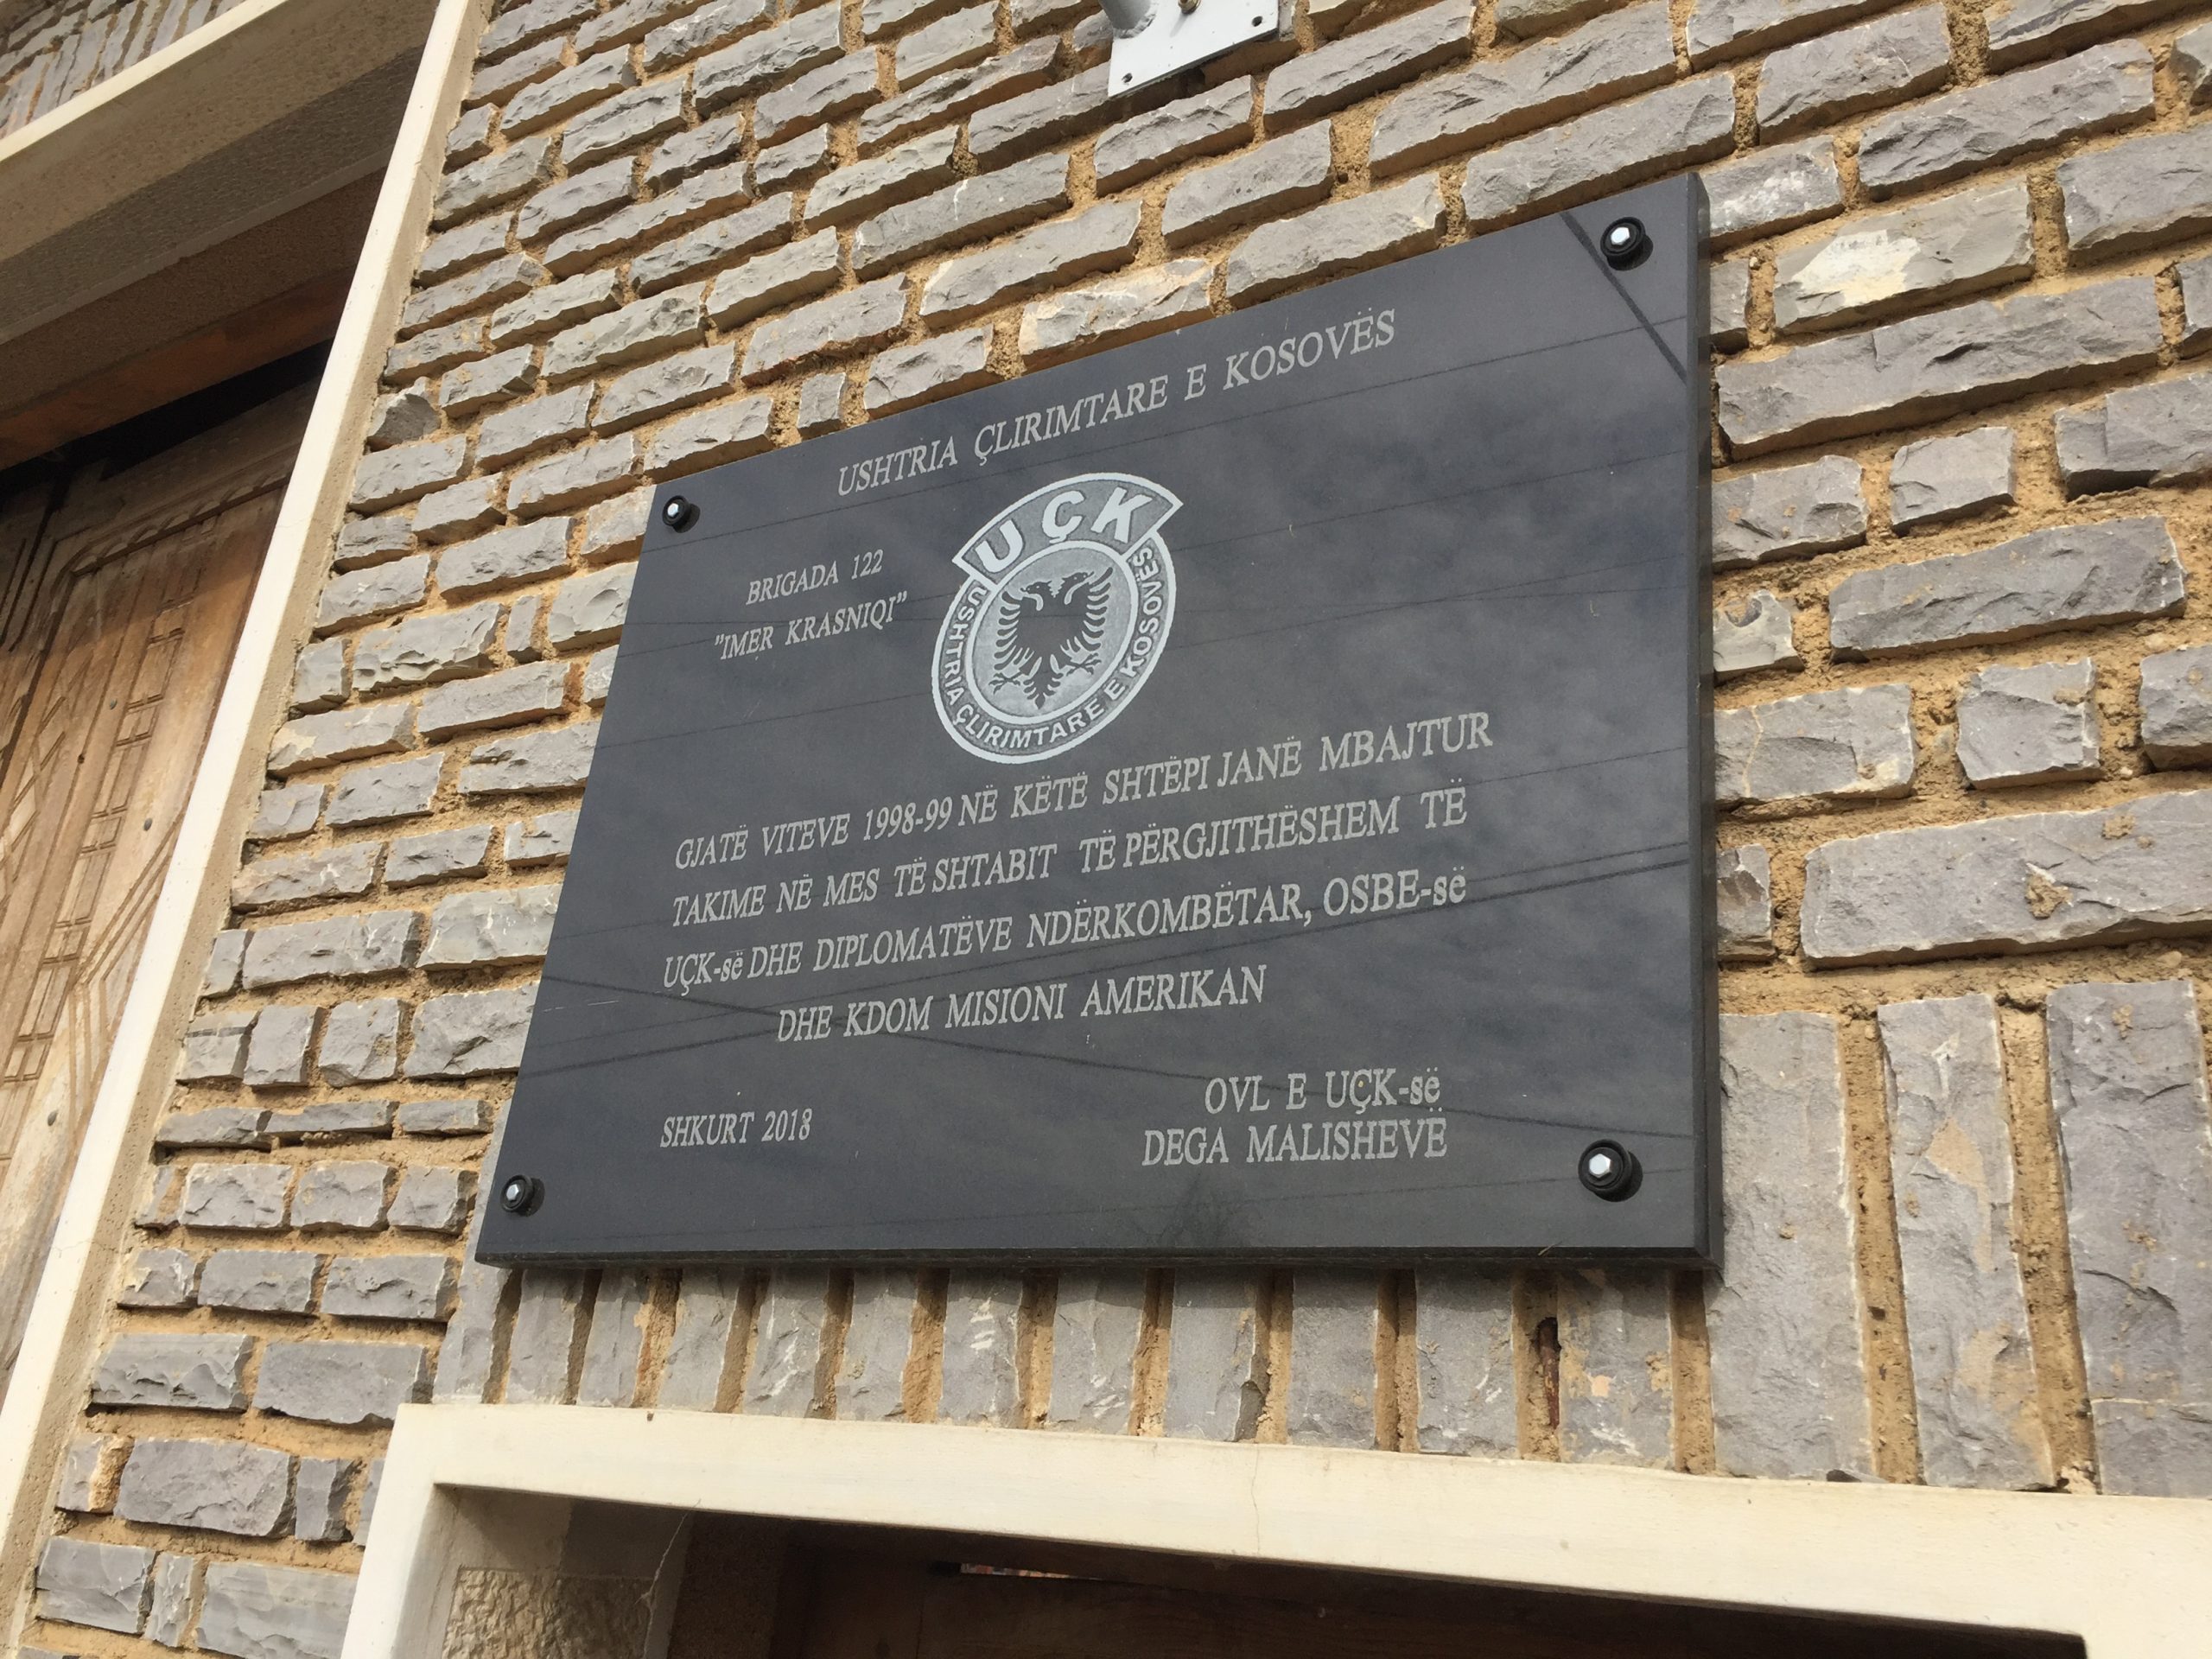 USHTRIA ÇLIRIMTARE E KOSOVËS
BRIGADA 122
"IMER KRASNIQI"
UÇK
USHTRIA ÇLIRIMTARE E KOSOVËS
GJATË VITEVE 1998-99 NË KËTË SHTËPI JANË MBAJTUR
TAKIME NË MES TË SHTABIT TË PËRGJITHËSHEM TË
UÇK-së DHE DIPLOMATËVE NDËRKOMBËTAR, OSBE-së
DHE KDOM MISIONI AMERIKAN
SHKURT 2018
OVL E UÇK-së
DEGA MALISHEVË